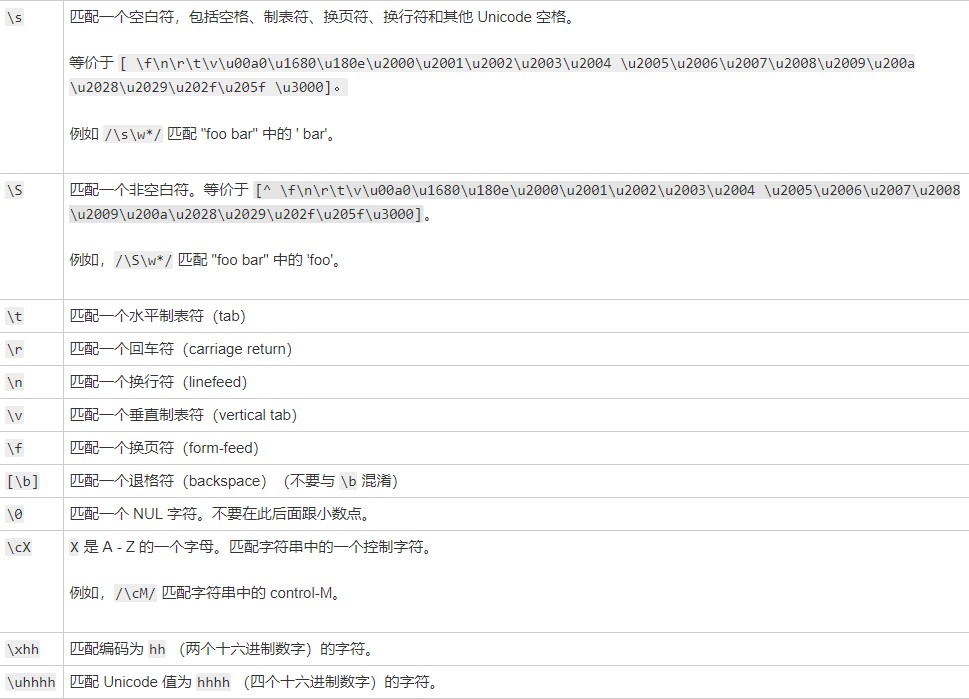 \s 匹配一个空白符，包括空格、制表符、换页符、换行符和其他 Unicode 空格。
等价于 [ \f\n\r\t\v\u00a0\u1680\u180e\u2000\u2001\u2002\u2003\u2004 \u2005\u2006\u2007\u2008\u2009\u200a
\u2028\u2029\u202f\u205f \u3000]。
例如 /\s\w*/ 匹配 "foo bar" 中的 ' bar'。
\S 匹配一个非空白符。等价于 [^ \f\n\r\t\v\u00a0\u1680\u180e\u2000\u2001\u2002\u2003\u2004 \u2005\u2006\u2007\u2008
\u2009\u200a\u2028\u2029\u202f\u205f\u3000]。
例如，/\S\w*/ 匹配 "foo bar" 中的 'foo'。
\t 匹配一个水平制表符（tab）
\r 匹配一个回车符（carriage return）
\n 匹配一个换行符（linefeed）
\v 匹配一个垂直制表符（vertical tab）
\f 匹配一个换页符（form-feed）
[\b] 匹配一个退格符（backspace）（不要与 \b 混淆）
\0 匹配一个 NUL 字符。不要在此后面跟小数点。
\cX X 是 A - Z 的一个字母。匹配字符串中的一个控制字符。
例如，/\cM/ 匹配字符串中的 control-M。
\xhh 匹配编码为 hh （两个十六进制数字）的字符。
\uhhhh 匹配 Unicode 值为 hhhh （四个十六进制数字）的字符。